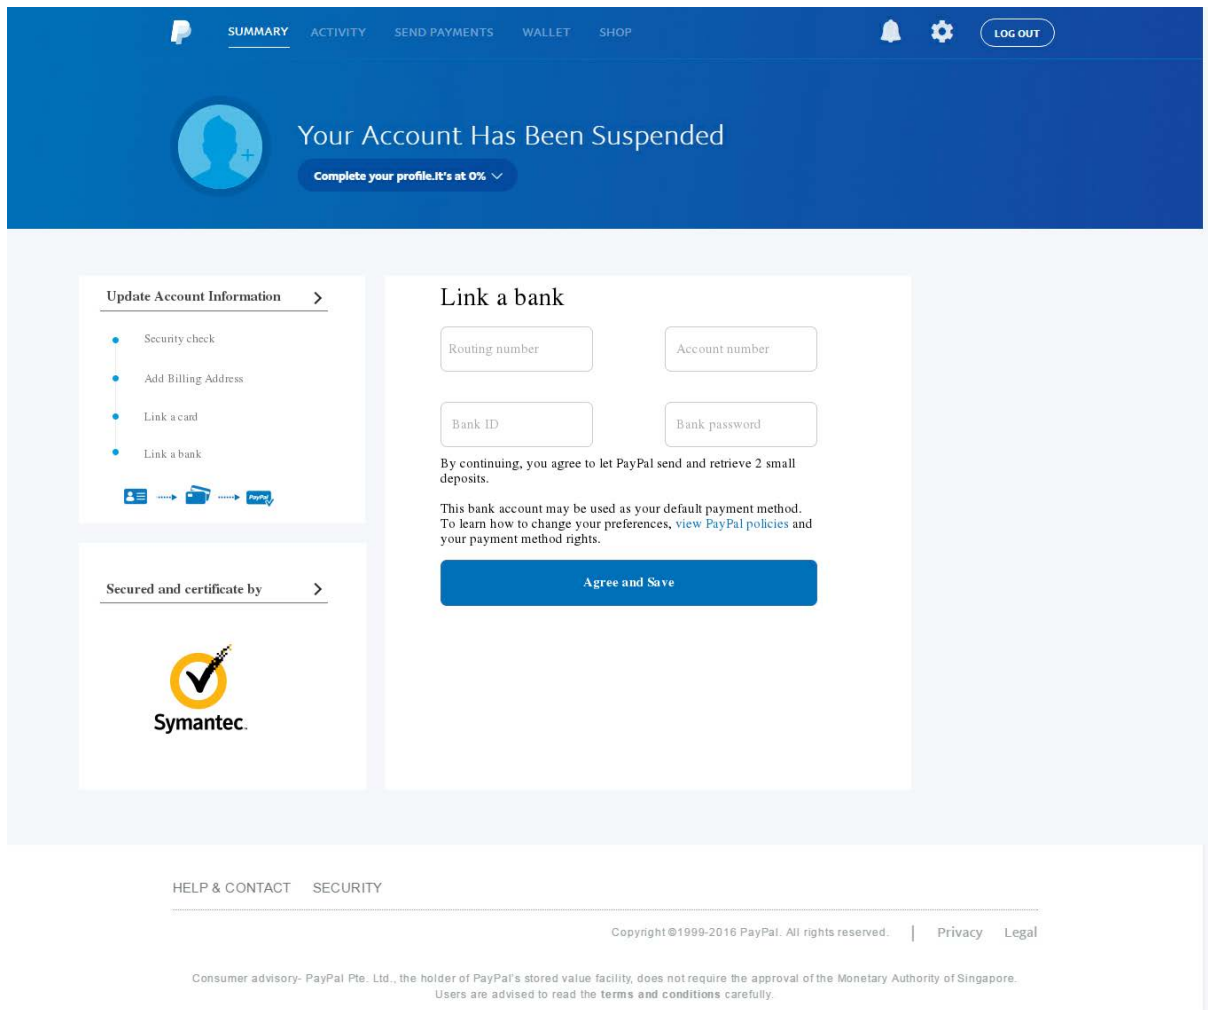 SUMMARY ACTIVITY SEND PAYMENTS WALLET SHOP LOG OUT
Your Account Has Been Suspended
Complete your profile.It's at 0%
Update Account Information
Security check
Add Billing Address
Link a card
Link a bank
PayPal
Secured and certificate by
Symantec.
Link a bank
Routing number Account number
Bank ID Bank password
By continuing, you agree to let PayPal send and retrieve 2 small
deposits.
This bank account may be used as your default payment method.
To learn how to change your preferences, view PayPal policies and
your payment method rights.
Agree and Save
HELP & CONTACT SECURITY
Copyright ©1999-2016 PayPal. All rights reserved. | Privacy Legal
Consumer advisory- PayPal Pte. Ltd., the holder of PayPal's stored value facility, does not require the approval of the Monetary Authority of Singapore.
Users are advised to read the terms and conditions carefully.